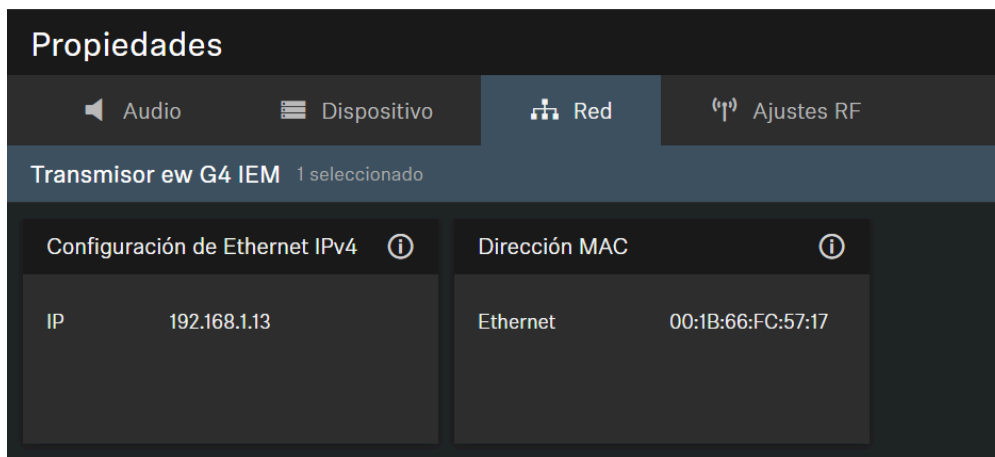 Propiedades
Audio Dispositivo Red Ajustes RF
Transmisor ew G4 IEM 1 seleccionado
Configuración de Ethernet IPv4 Dirección MAC
IP 192.168.1.13 Ethernet 00:1B:66:FC:57:17